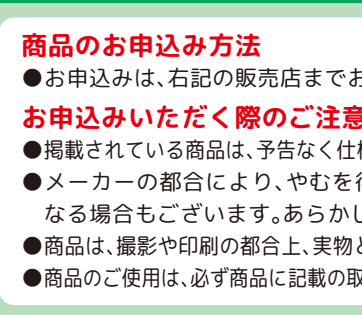 商品のお申込み方法
●お申込みは、右記の販売店までお
お申込みいただく際のご注意
●掲載されている商品は、予告なく仕様
●メーカーの都合により、やむを得
なる場合もございます。あらかし
●商品は、撮影や印刷の都合上、実物と
●商品のご使用は、必ず商品に記載の取